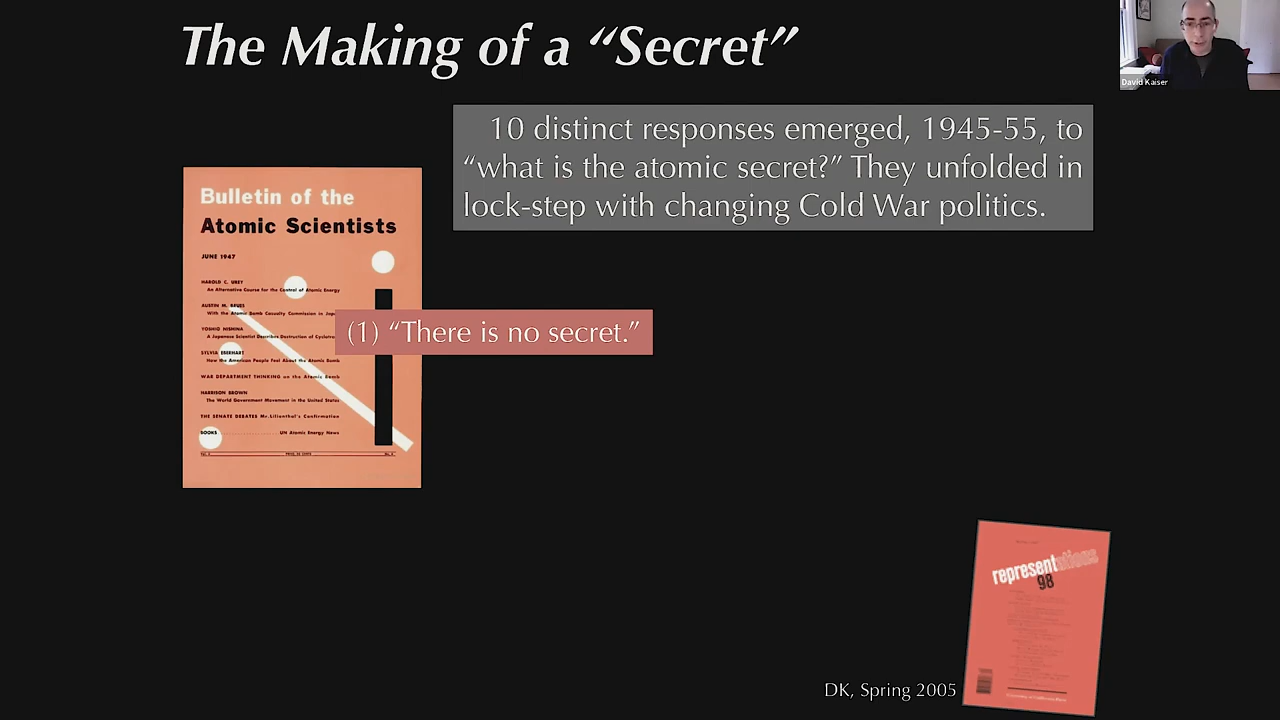 The Making of a “Secret”
David Kaiser
10 distinct responses emerged, 1945-55, to
“what is the atomic secret?” They unfolded in
lock-step with changing Cold War politics.
Bulletin of the
Atomic Scientists
JUNE 1947
HAROLD C. UREY
An Alternative Course for the Control of Atomic Energy
AUSTIN M. BRUES
With the Atomic Bomb Casualty Commission in
YOSHIO NISHINA
A Japanese Scientist Describes Destruction of
SYLVIA EBERHART
How the American People Feel About the Atomic Bomb
WAR DEPARTMENT THINKING on the Atomic Bomb
HARRISON BROWN
The World Government Movement in the United States
THE SENATE DEBATES Mr. Lilienthal's Confirmation
BOOKS UN Atomic Energy News
(1) “There is no secret.”
representations
98
DK, Spring 2005